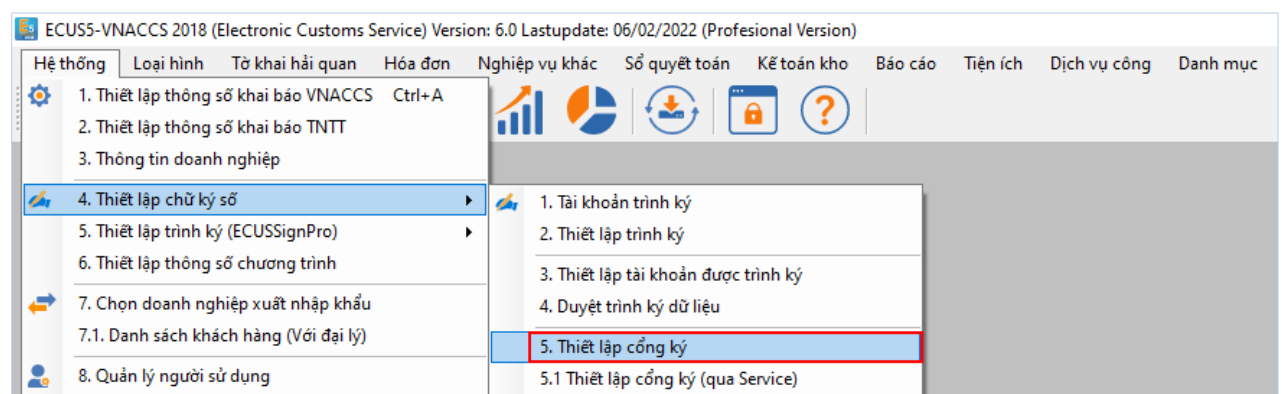 ECUS5-VNACCS 2018 (Electronic Customs Service) Version: 6.0 Lastupdate: 06/02/2022 (Profesional Version)
Hệ thống Loại hình Tờ khai hải quan Hóa đơn Nghiệp vụ khác Sổ quyết toán Kế toán kho Báo cáo Tiện ích Dịch vụ công Danh mục
1. Thiết lập thông số khai báo VNACCS Ctrl+A
2. Thiết lập thông số khai báo TNTT
3. Thông tin doanh nghiệp
4. Thiết lập chữ ký số
5. Thiết lập trình ký (ECUSSignPro)
6. Thiết lập thông số chương trình
7. Chọn doanh nghiệp xuất nhập khẩu
7.1. Danh sách khách hàng (Với đại lý)
8. Quản lý người sử dụng
1. Tài khoản trình ký
2. Thiết lập trình ký
3. Thiết lập tài khoản được trình ký
4. Duyệt trình ký dữ liệu
5. Thiết lập cổng ký
5.1 Thiết lập cổng ký (qua Service)